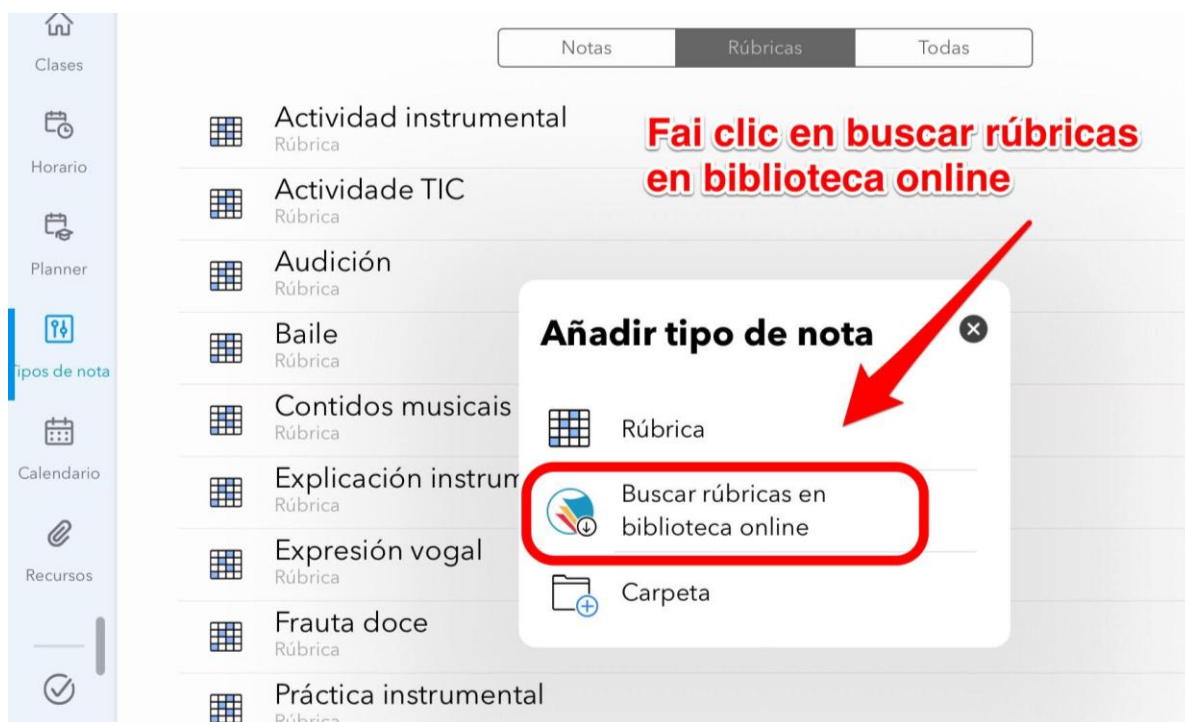 Clases
Horario
Planner
Tipos de nota
Calendario
Recursos
Notas
Rúbricas
Todas
Actividad instrumental
Rúbrica
Actividade TIC
Rúbrica
Audición
Rúbrica
Baile
Rúbrica
Contidos musicais
Rúbrica
Explicación instrum
Rúbrica
Expresión vogal
Rúbrica
Frauta doce
Rúbrica
Práctica instrumental
Rúbrica
Fai clic en buscar rúbricas
en biblioteca online
Añadir tipo de nota
Rúbrica
Buscar rúbricas en
biblioteca online
Carpeta